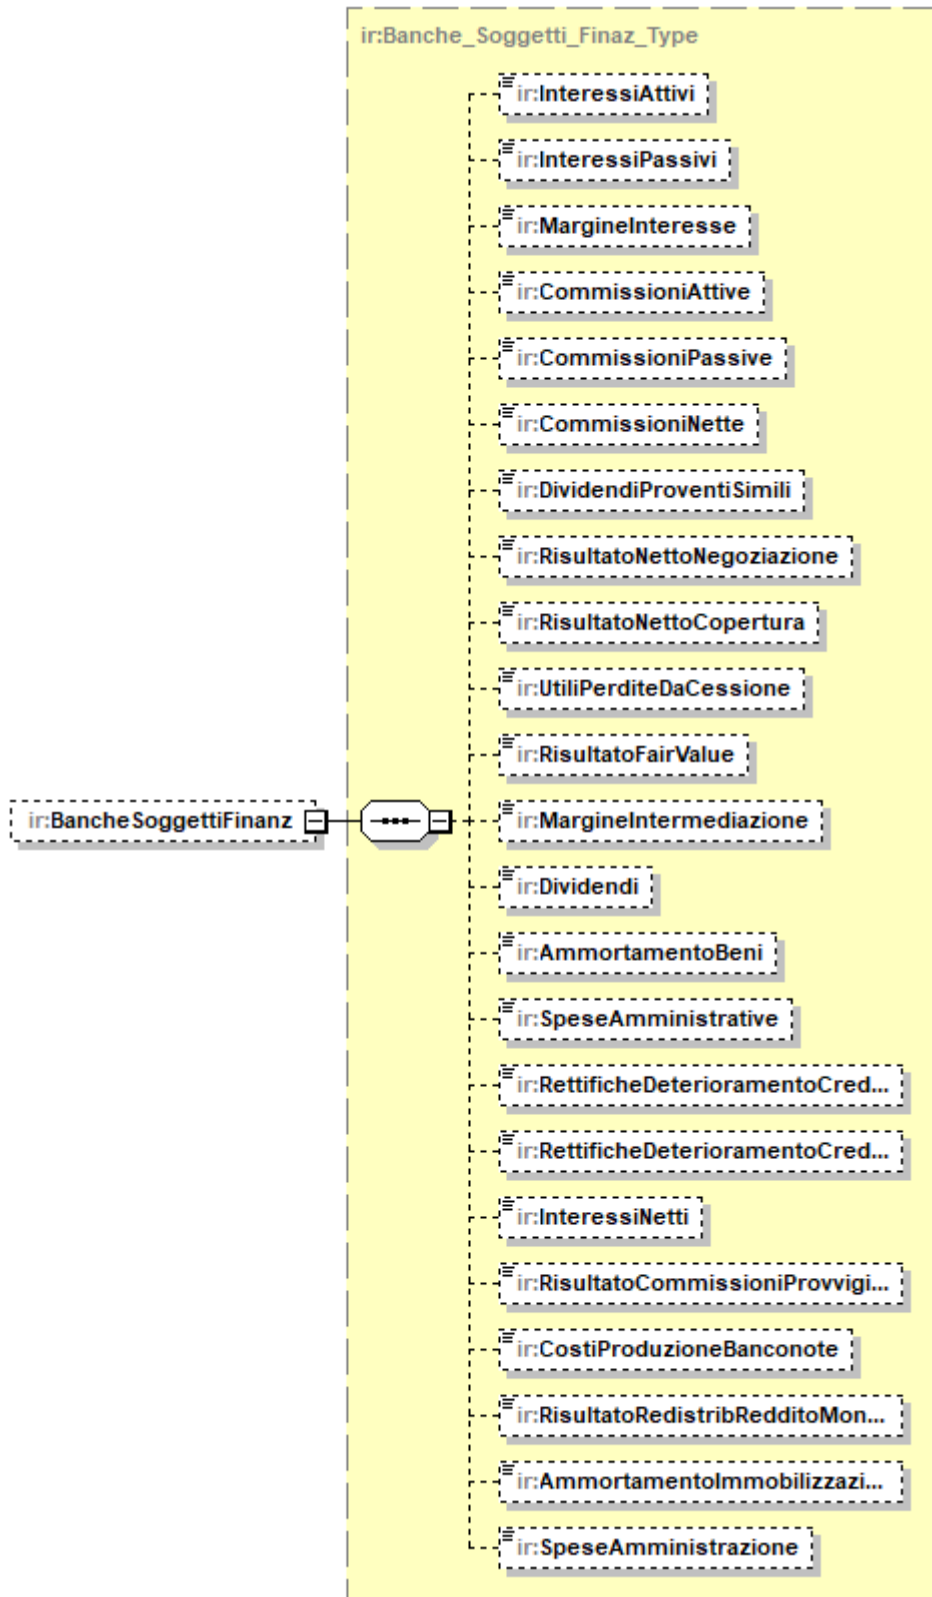 ir:Banche_Soggetti_Finaz_Type
ir:InteressiAttivi
ir:InteressiPassivi
ir:MargineInteresse
ir:CommissioniAttive
ir:CommissioniPassive
ir:CommissioniNette
ir:DividendiProventiSimili
ir:RisultatoNettoNegoziazione
ir:RisultatoNettoCopertura
ir:UtiliPerditeDaCessione
ir:RisultatoFairValue
ir:BancheSoggettiFinanz
ir:MargineIntermediazione
ir:Dividendi
ir:AmmortamentoBeni
ir:SpeseAmministrative
ir:RettificheDeterioramentoCred...
ir:RettificheDeterioramentoCred...
ir:InteressiNetti
ir:RisultatoCommissioniProvvigi...
ir:CostiProduzioneBanconote
ir:RisultatoRedistribRedditoMon...
ir:AmmortamentoImmobilizzazi...
ir:SpeseAmministrazione